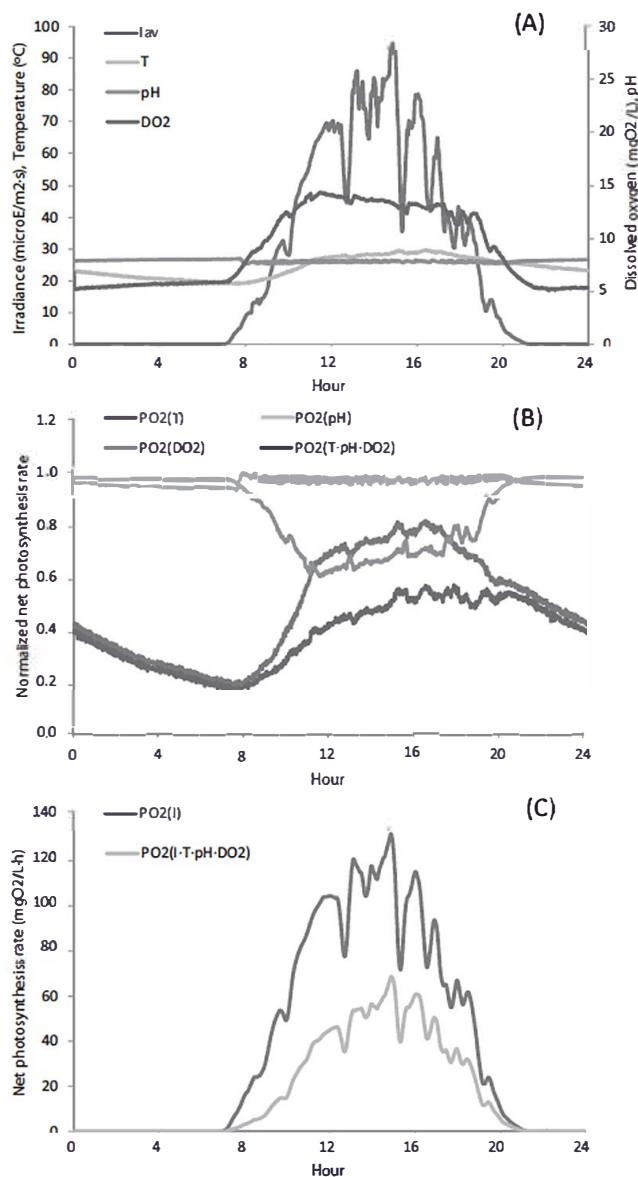 (A)
Iav
T
pH
DO2
Irradiance (microE/m2·s), Temperature (ºC)
100
90
80
70
60
50
40
30
20
10
0
Dissolved oxygen (mgO2/L), pH
30
25
20
15
10
5
0
0 4 8 12 16 20 24
Hour
(B)
PO2(T) PO2(pH)
PO2(DO2) PO2(T·pH·DO2)
Normalized net photosynthesis rate
1.2
1.0
0.8
0.6
0.4
0.2
0.0
0 4 8 12 16 20 24
Hour
(C)
PO2(I)
PO2(I·T·pH·DO2)
Net photosynthesis rate (mgO2/L·h)
140
120
100
80
60
40
20
0
0 4 8 12 16 20 24
Hour